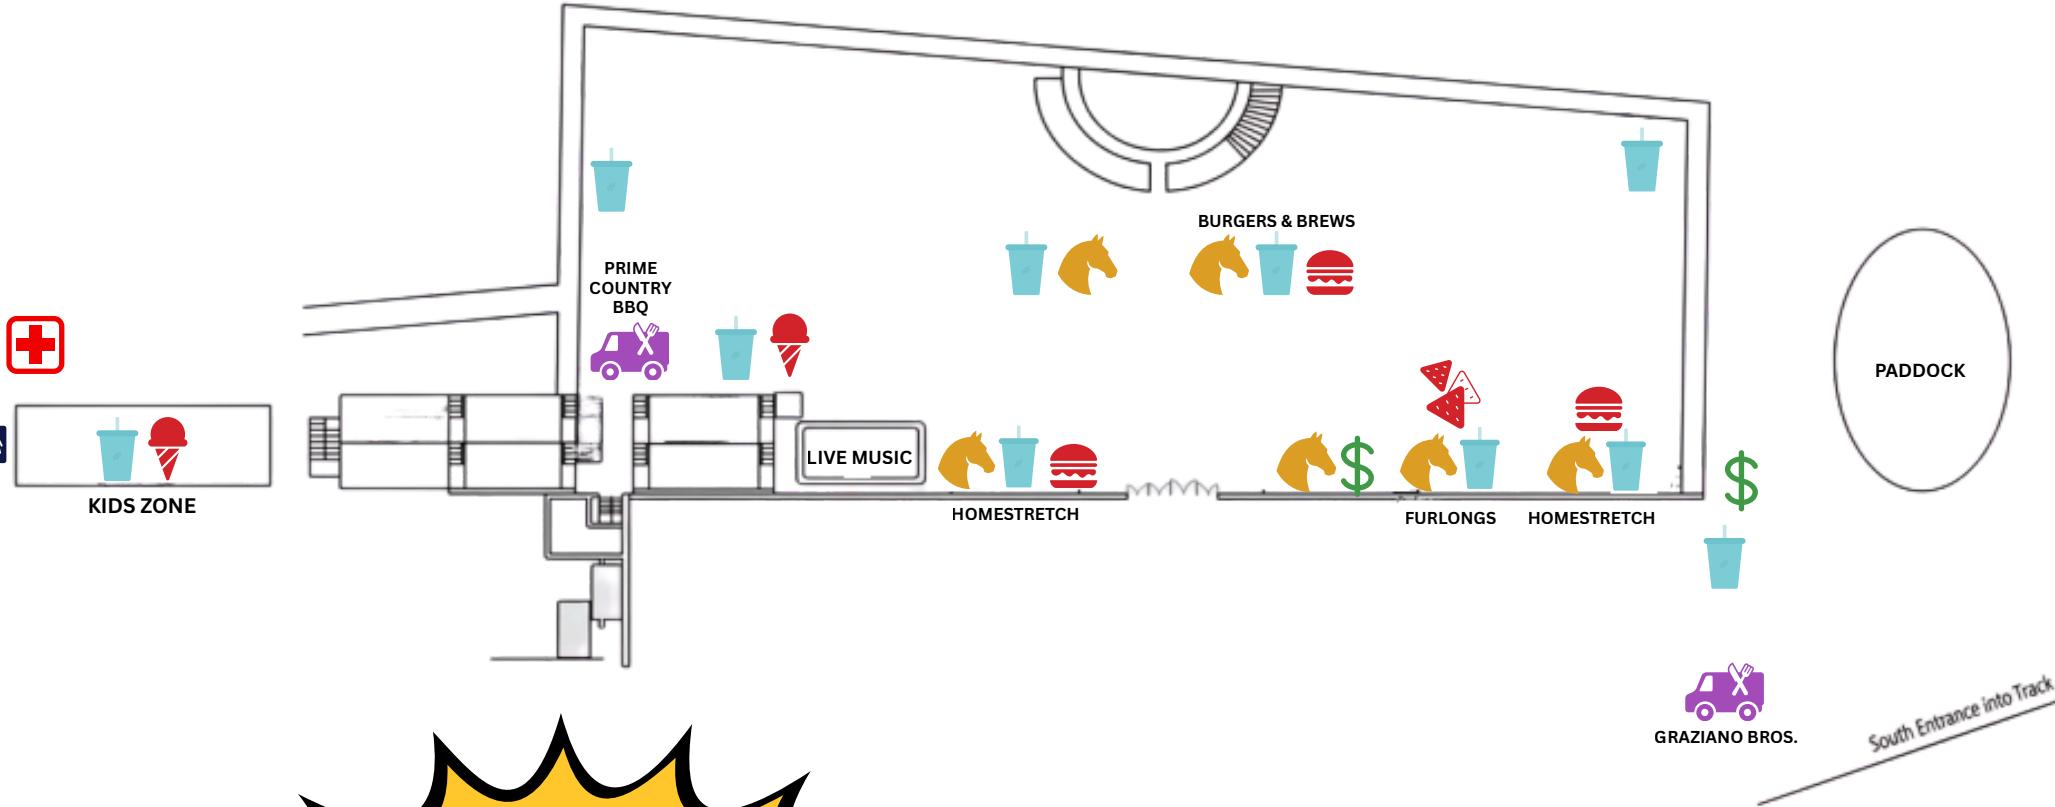 BURGERS & BREWS
PRIME
COUNTRY
BBQ
PADDOCK
LIVE MUSIC
KIDS ZONE
HOMESTRETCH
FURLONGS
HOMESTRETCH
$
$
South Entrance into Track
GRAZIANO BROS.